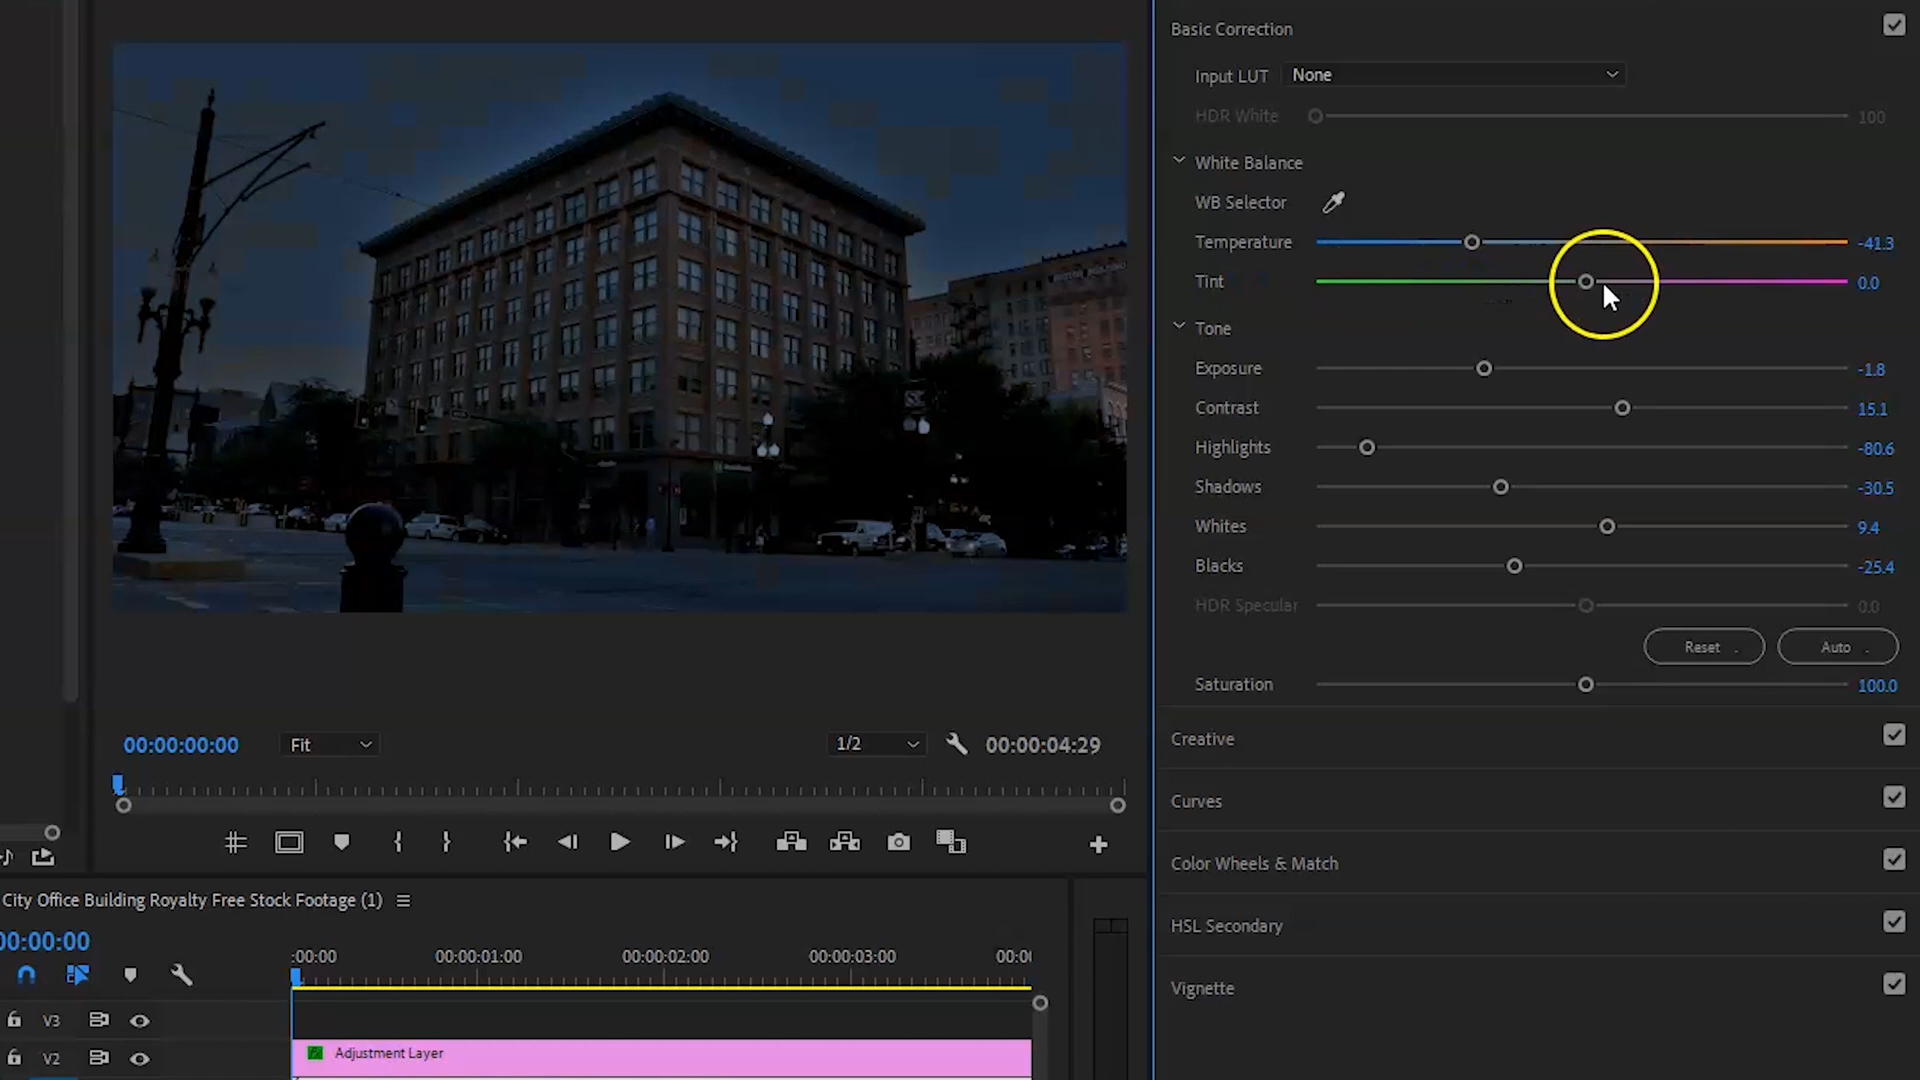 Basic Correction
Input LUT None
HDR White 100
White Balance
WB Selector
Temperature -41.3
Tint 0.0
Tone
Exposure -1.8
Contrast 15.1
Highlights -80.6
Shadows -30.5
Whites 9.4
Blacks -25.4
HDR Specular 0.0
Reset Auto
Saturation 100.0
Creative
Curves
Color Wheels & Match
HSL Secondary
Vignette
00:00:00:00 Fit 1/2 00:00:04:29
City Office Building Royalty Free Stock Footage (1)
00:00:00
:00:00 00:00:01:00 00:00:02:00 00:00:03:00 00:0
V3
V2 fx Adjustment Layer